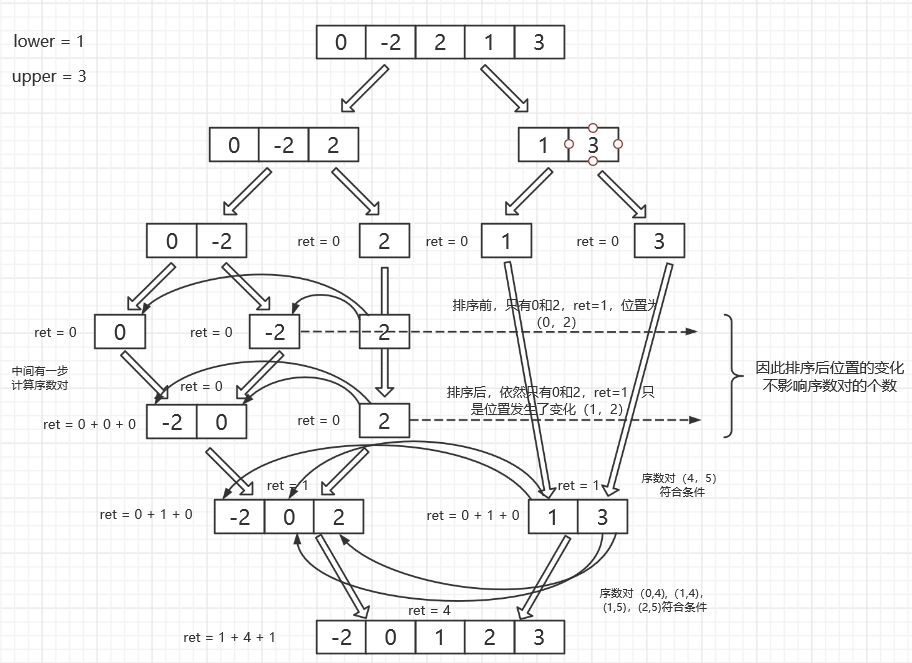 lower = 1
0 -2 2 1 3
upper = 3
0 -2 2
1 3
0 -2
ret = 0
2
ret = 0
1
ret = 0
3
排序前，只有0和2，ret=1，位置为
（0，2）
ret = 0
0
ret = 0
-2
2
因此排序后位置的变化
不影响序数对的个数
中间有一步
计算序数对
ret = 0
排序后，依然只有0和2，ret=1，只
是位置发生了变化（1，2）
ret = 0 + 0 + 0
-2 0
ret = 0
2
ret = 1
ret = 1
序数对（4，5）
符合条件
ret = 0 + 1 + 0
-2 0 2
ret = 0 + 1 + 0
1 3
序数对（0,4),（1,4)，
(1,5)，(2,5)符合条件
ret = 4
ret = 1 + 4 + 1
-2 0 1 2 3